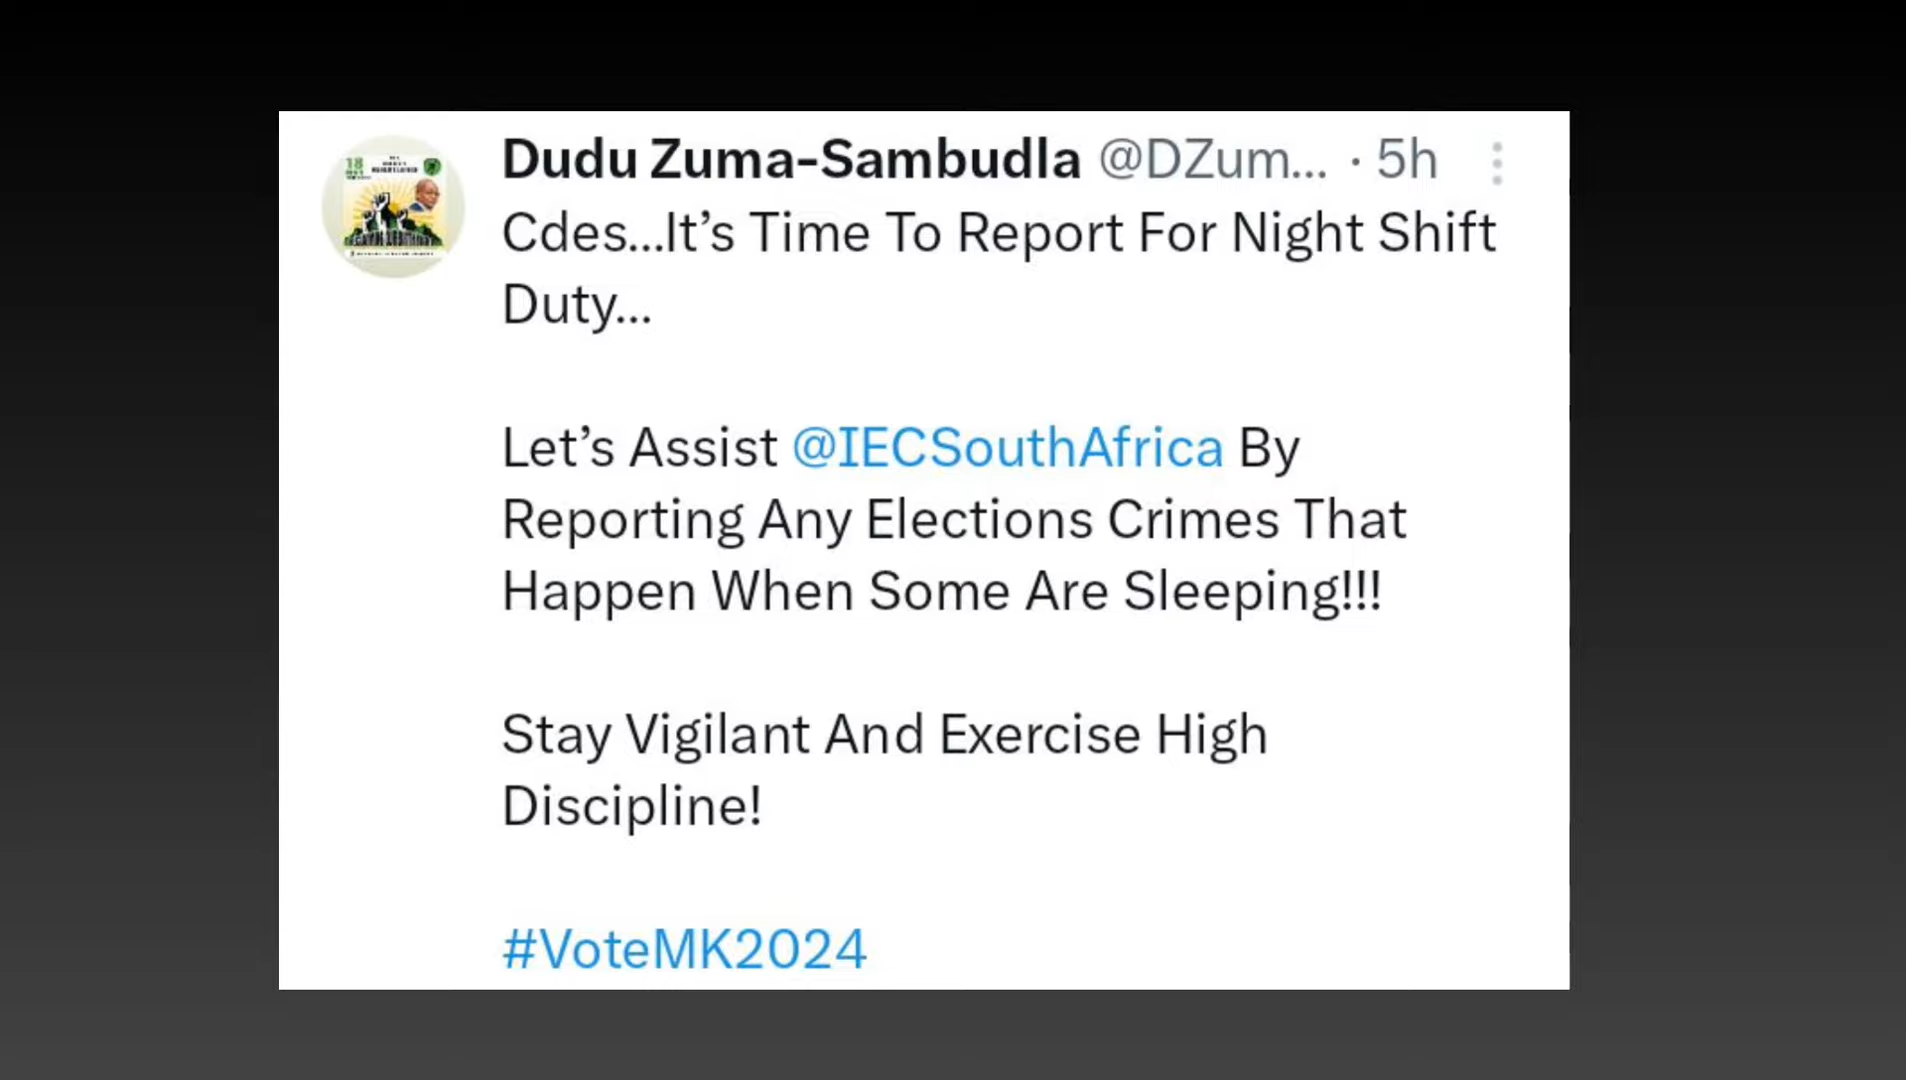 Dudu Zuma-Sambudla @DZum... · 5h
Cdes...It’s Time To Report For Night Shift
Duty...
Let’s Assist @IECSouthAfrica By
Reporting Any Elections Crimes That
Happen When Some Are Sleeping!!!
Stay Vigilant And Exercise High
Discipline!
#VoteMK2024
18